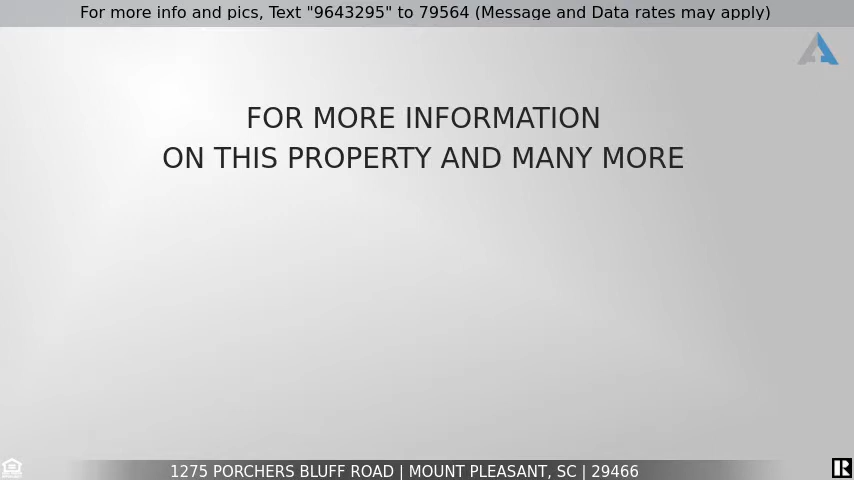 For more info and pics, Text "9643295" to 79564 (Message and Data rates may apply)
FOR MORE INFORMATION
ON THIS PROPERTY AND MANY MORE
1275 PORCHERS BLUFF ROAD | MOUNT PLEASANT, SC | 29466